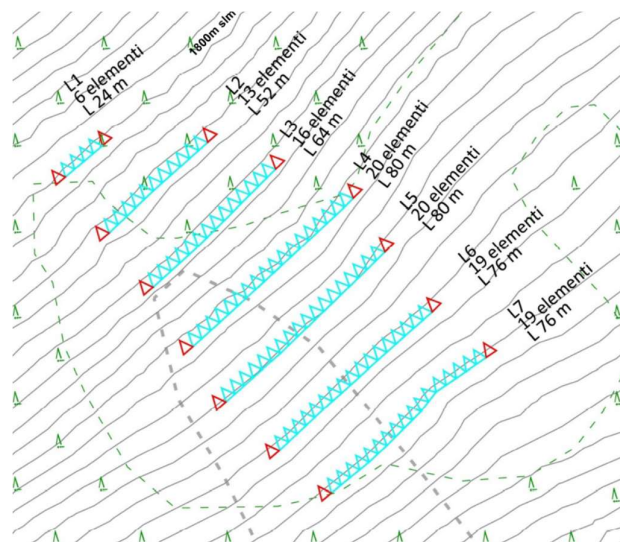 1800m slm
L1
6 elementi
L 24 m
L2
13 elementi
L 52 m
L3
16 elementi
L 64 m
L4
20 elementi
L 80 m
L5
20 elementi
L 80 m
L6
19 elementi
L 76 m
L7
19 elementi
L 76 m